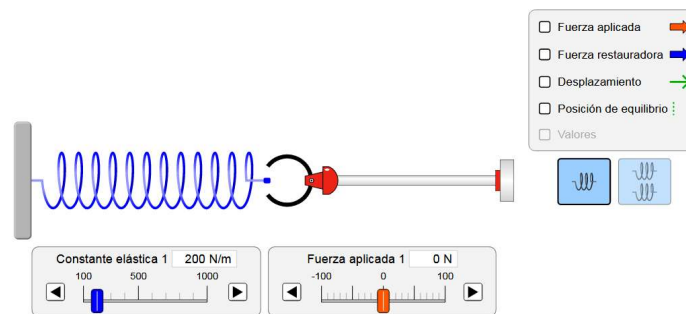 Fuerza aplicada
Fuerza restauradora
Desplazamiento
Posición de equilibrio
Valores
Constante elástica 1 200 N/m
100 500 1000
Fuerza aplicada 1 0 N
-100 0 100